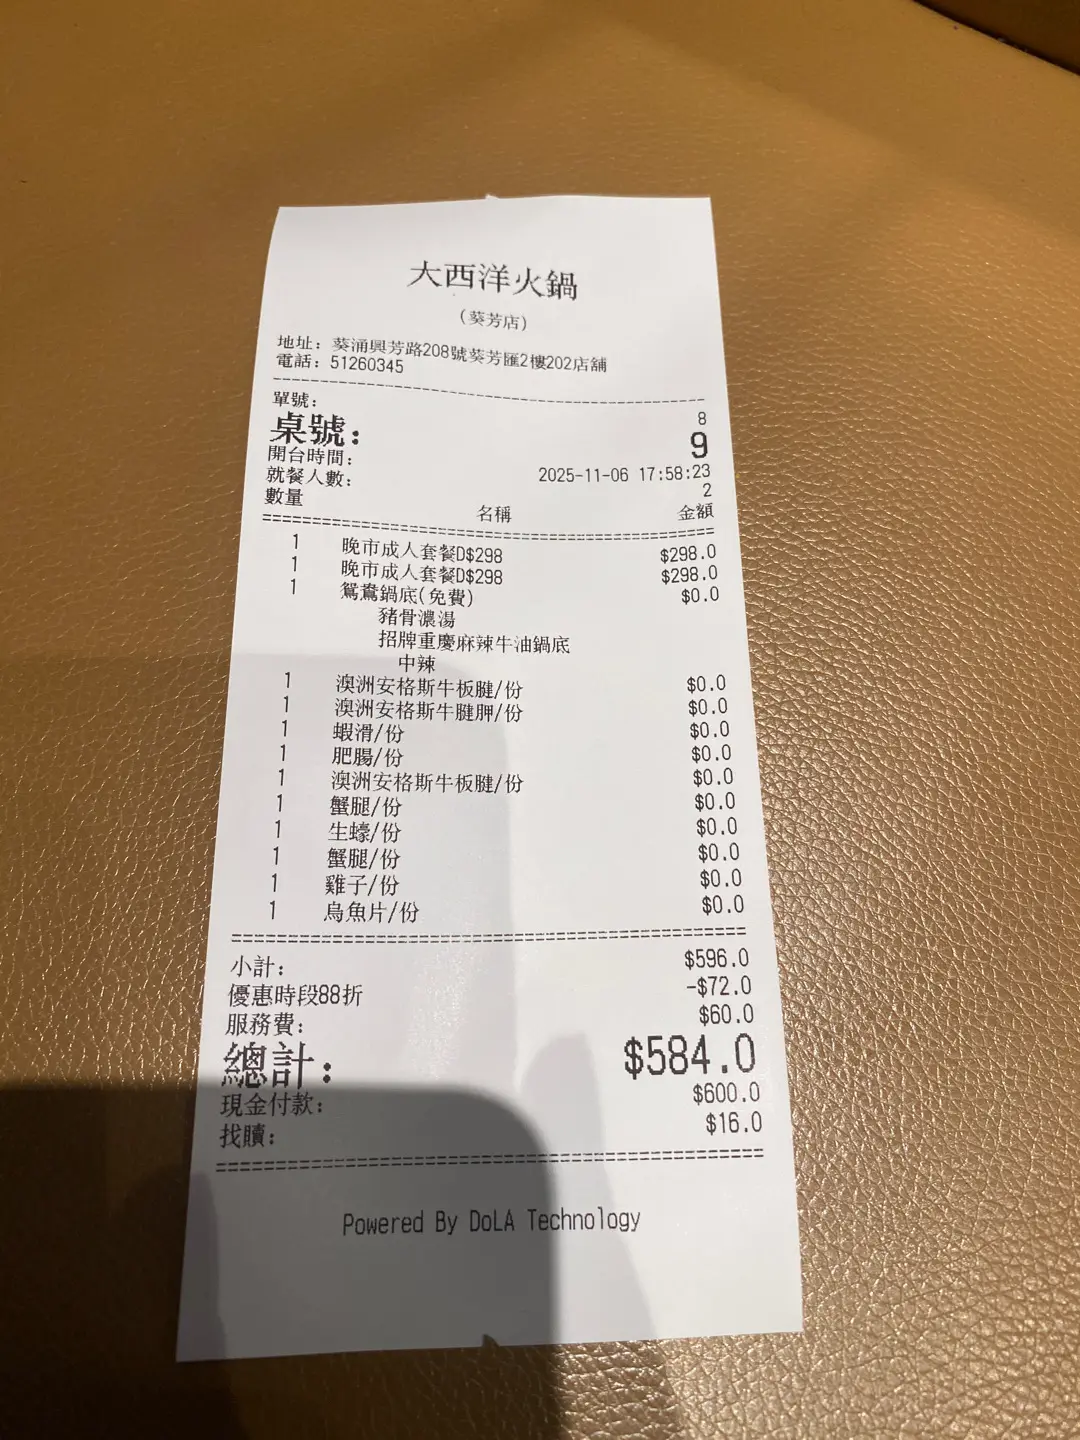 大西洋火鍋
(葵芳店)
地址: 葵涌興芳路208號葵芳匯2樓202店舖
電話: 51260345
單號: 8
桌號: 9
開台時間: 2025-11-06 17:58:23
就餐人數: 2
數量 名稱 金額
1 晚市成人套餐D$298 $298.0
1 晚市成人套餐D$298 $298.0
1 鴛鴦鍋底(免費) $0.0
豬骨濃湯
招牌重慶麻辣牛油鍋底
中辣
1 澳洲安格斯牛板腱/份 $0.0
1 澳洲安格斯牛腱胛/份 $0.0
1 蝦滑/份 $0.0
1 肥腸/份 $0.0
1 澳洲安格斯牛板腱/份 $0.0
1 蟹腿/份 $0.0
1 生蠔/份 $0.0
1 蟹腿/份 $0.0
1 雞子/份 $0.0
1 烏魚片/份 $0.0
小計: $596.0
優惠時段88折 -$72.0
服務費: $60.0
總計: $584.0
現金付款: $600.0
找贖: $16.0
Powered By DoLA Technology